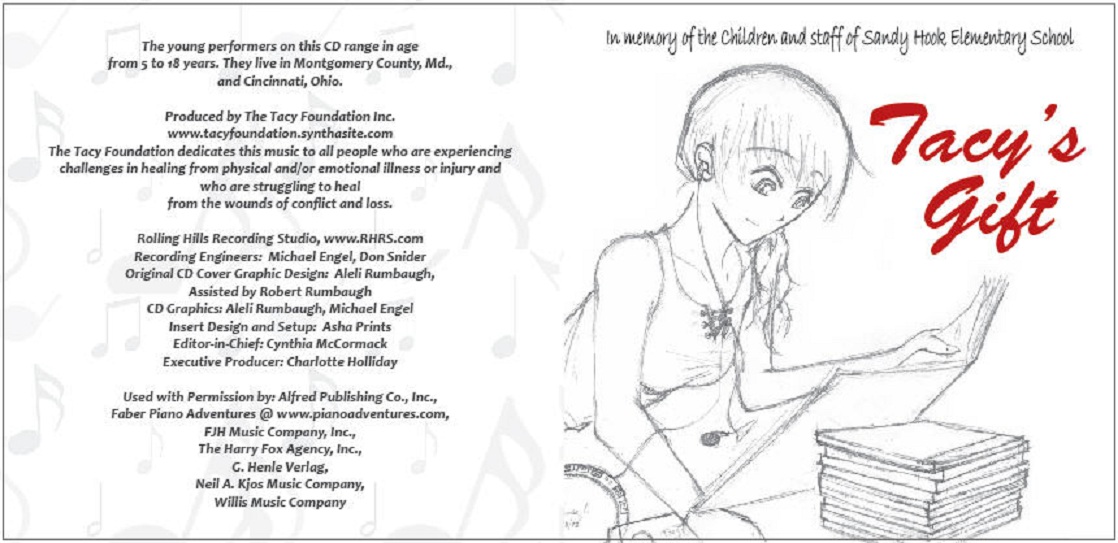 The young performers on this CD range in age
from 5 to 18 years. They live in Montgomery County, Md.,
and Cincinnati, Ohio.
Produced by The Tacy Foundation Inc.
www.tacyfoundation.synthasite.com
The Tacy Foundation dedicates this music to all people who are experiencing
challenges in healing from physical and/or emotional illness or injury and
who are struggling to heal
from the wounds of conflict and loss.
Rolling Hills Recording Studio, www.RHRS.com
Recording Engineers: Michael Engel, Don Snider
Original CD Cover Graphic Design: Aleli Rumbaugh,
Assisted by Robert Rumbaugh
CD Graphics: Aleli Rumbaugh, Michael Engel
Insert Design and Setup: Asha Prints
Editor-in-Chief: Cynthia McCormack
Executive Producer: Charlotte Holliday
Used with Permission by: Alfred Publishing Co., Inc.,
Faber Piano Adventures @ www.pianoadventures.com,
FJH Music Company, Inc.,
The Harry Fox Agency, Inc.,
G. Henle Verlag,
Neil A. Kjos Music Company,
Willis Music Company
In memory of the Children and staff of Sandy Hook Elementary School
Tacy's
Gift